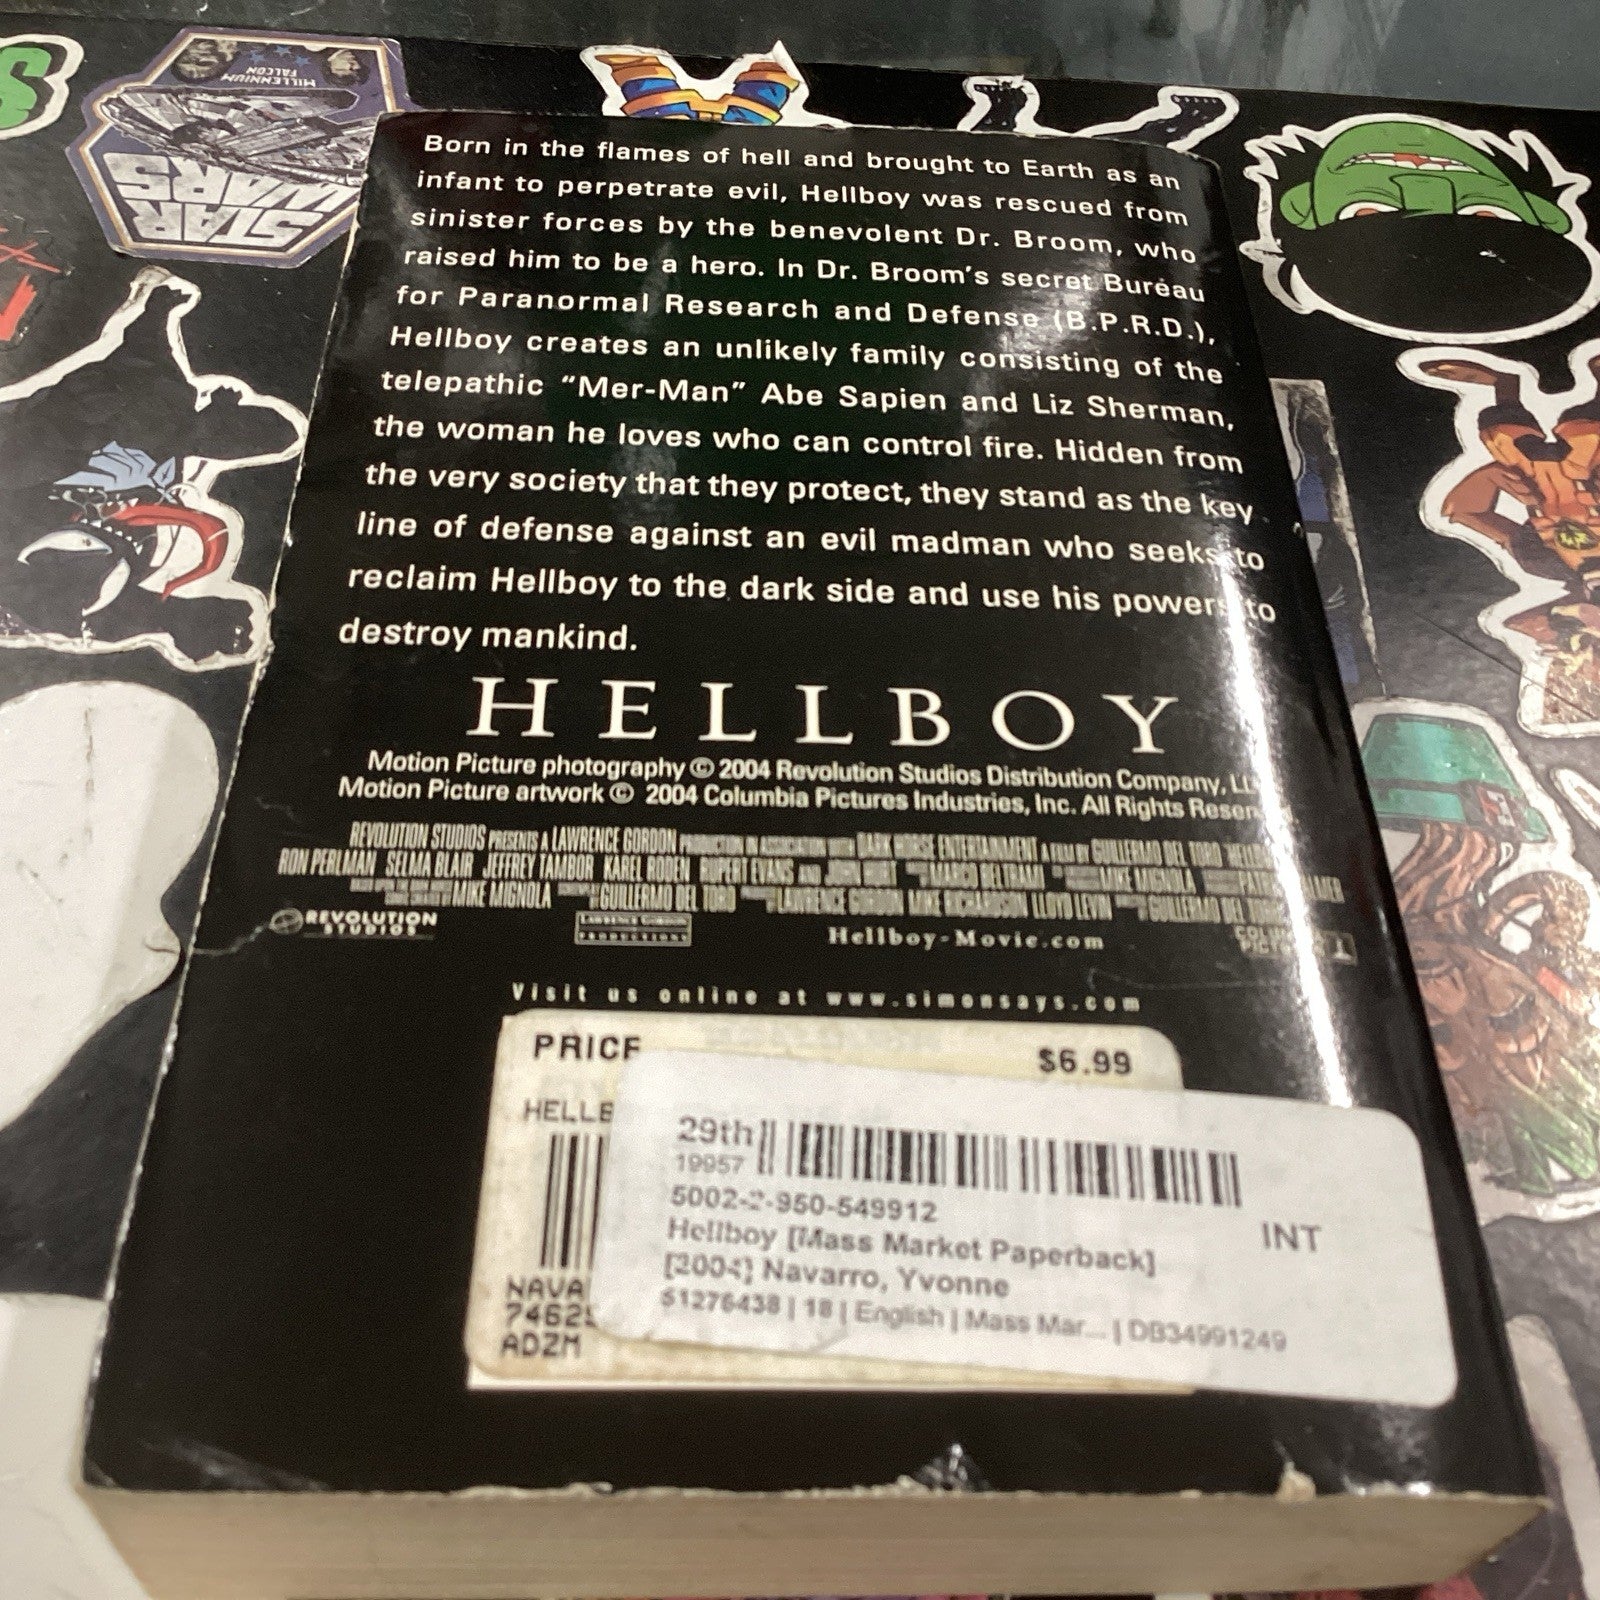 MILLENNIUM
FALCON
STAR
WARS
Born in the flames of hell and brought to Earth as an
infant to perpetrate evil, Hellboy was rescued from
sinister forces by the benevolent Dr. Broom, who
raised him to be a hero. In Dr. Broom's secret Bureau
for Paranormal Research and Defense (B.P.R.D.),
Hellboy creates an unlikely family consisting of the
telepathic "Mer-Man" Abe Sapien and Liz Sherman,
the woman he loves who can control fire. Hidden from
the very society that they protect, they stand as the key
line of defense against an evil madman who seeks to
reclaim Hellboy to the dark side and use his powers to
destroy mankind.
HELLBOY
Motion Picture photography © 2004 Revolution Studios Distribution Company,
Motion Picture artwork © 2004 Columbia Pictures Industries, Inc. All Rights
REVOLUTION STUDIOS PRESENTS A LAWRENCE GORDON PRODUCTION IN ASSOCIATION WITH DARK HORSE ENTERTAINMENT A FILM BY GUILLERMO DEL TORO
RON PERLMAN SELMA BLAIR JEFFREY TAMBOR KAREL RODEN RUPERT EVANS AND JOHN HURT MARCO BELTRAMI MIKE MIGNOLA
MIKE MIGNOLA GUILLERMO DEL TORO LAWRENCE GORDON MIKE RICHARDSON LLOYD LEVIN GUILLERMO DEL TORO
REVOLUTION
STUDIOS
LAWRENCE GORDON
PRODUCTIONS
Hellboy-Movie.com
Visit us online at www.simonsays.com
PRICE $6.99
HELLB
NAVA
7462
ADZM
29th
19957
5002-2-950-549912
INT
Hellboy [Mass Market Paperback]
[2004] Navarro, Yvonne
61276438 | 18 | English | Mass Mar... | DB34991249